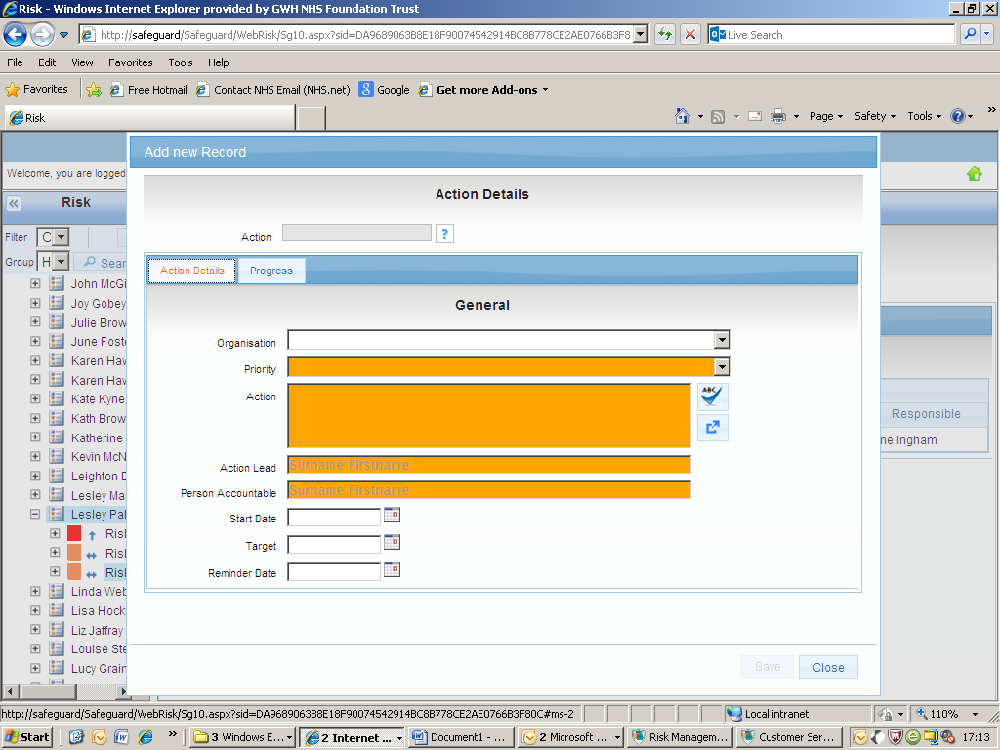 Risk - Windows Internet Explorer provided by GWH NHS Foundation Trust
http://safeguard/Safeguard/WebRisk/Sg10.aspx?sid=DA9689063B8E18F90074542914BC8B778CE2AE0766B3F8
Live Search
File Edit View Favorites Tools Help
Favorites Free Hotmail Contact NHS Email (NHS.net) Google Get more Add-ons
Risk
Page Safety Tools
Add new Record
Welcome, you are logged
Risk
Action Details
Filter C
Action ?
Group H Sear
Action Details Progress
General
John McGi
Joy Gobey
Julie Brow
June Foste
Karen Haw
Karen Haw
Kate Kyne
Kath Brow
Katherine
Kevin McN
Leighton D
Lesley Ma
Lesley Pal
Risk
Risk
Risk
Linda Web
Lisa Hock
Liz Jaffray
Louise Ste
Lucy Grain
Organisation
Priority
Action
ABC
Action Lead Surname Firstname
Person Accountable Surname Firstname
Start Date
Target
Reminder Date
Responsible
ne Ingham
Save Close
http://safeguard/Safeguard/WebRisk/Sg10.aspx?sid=DA9689063B8E18F90074542914BC8B778CE2AE0766B3F80C#ms-2
Local intranet 110%
Start 3 Windows E... 2 Internet ... Document1 - ... 2 Microsoft ... Risk Managem... Customer Ser... 17:13